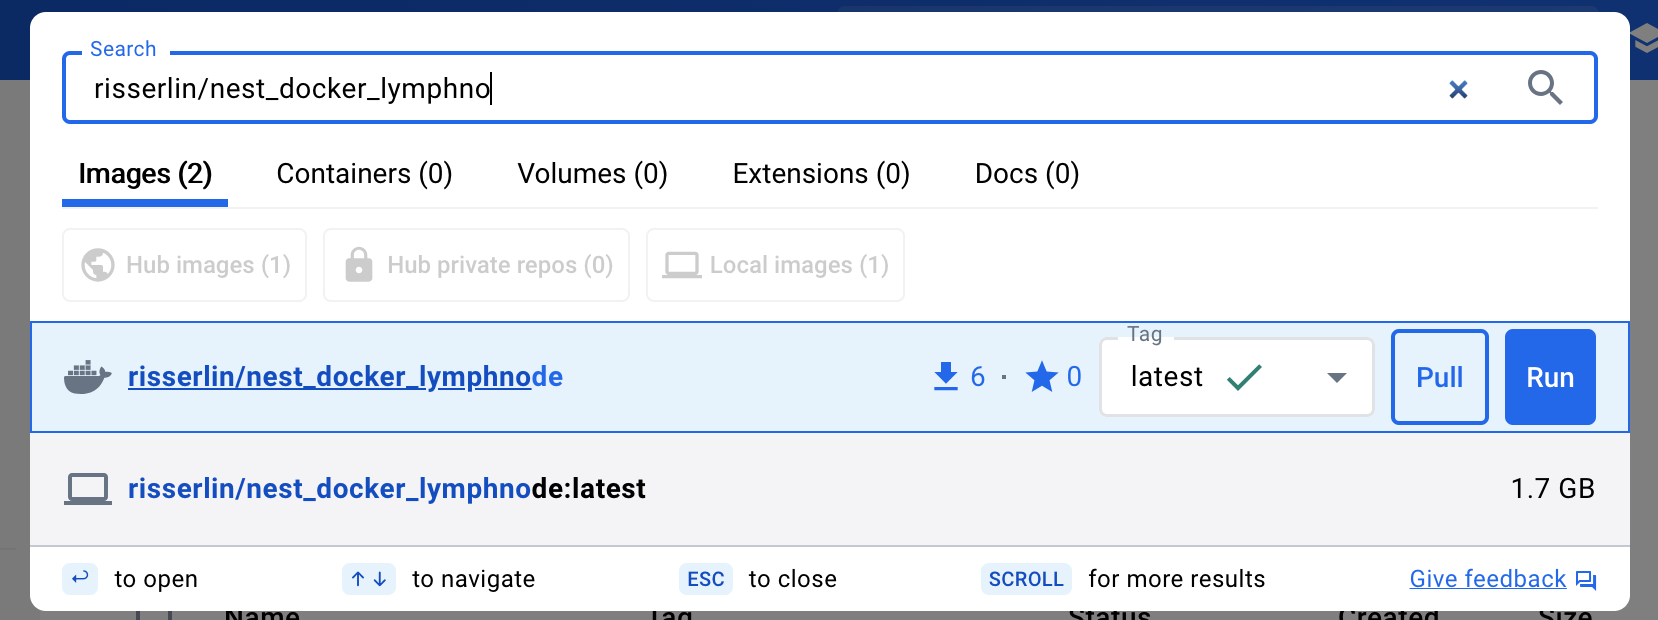 Search
risserlin/nest_docker_lymphno
Images (2) Containers (0) Volumes (0) Extensions (0) Docs (0)
Hub images (1) Hub private repos (0) Local images (1)
Tag
risserlin/nest_docker_lymphnode 6 · 0 latest Pull Run
risserlin/nest_docker_lymphnode:latest 1.7 GB
to open to navigate ESC to close SCROLL for more results Give feedback
Name Tag Status Created Size